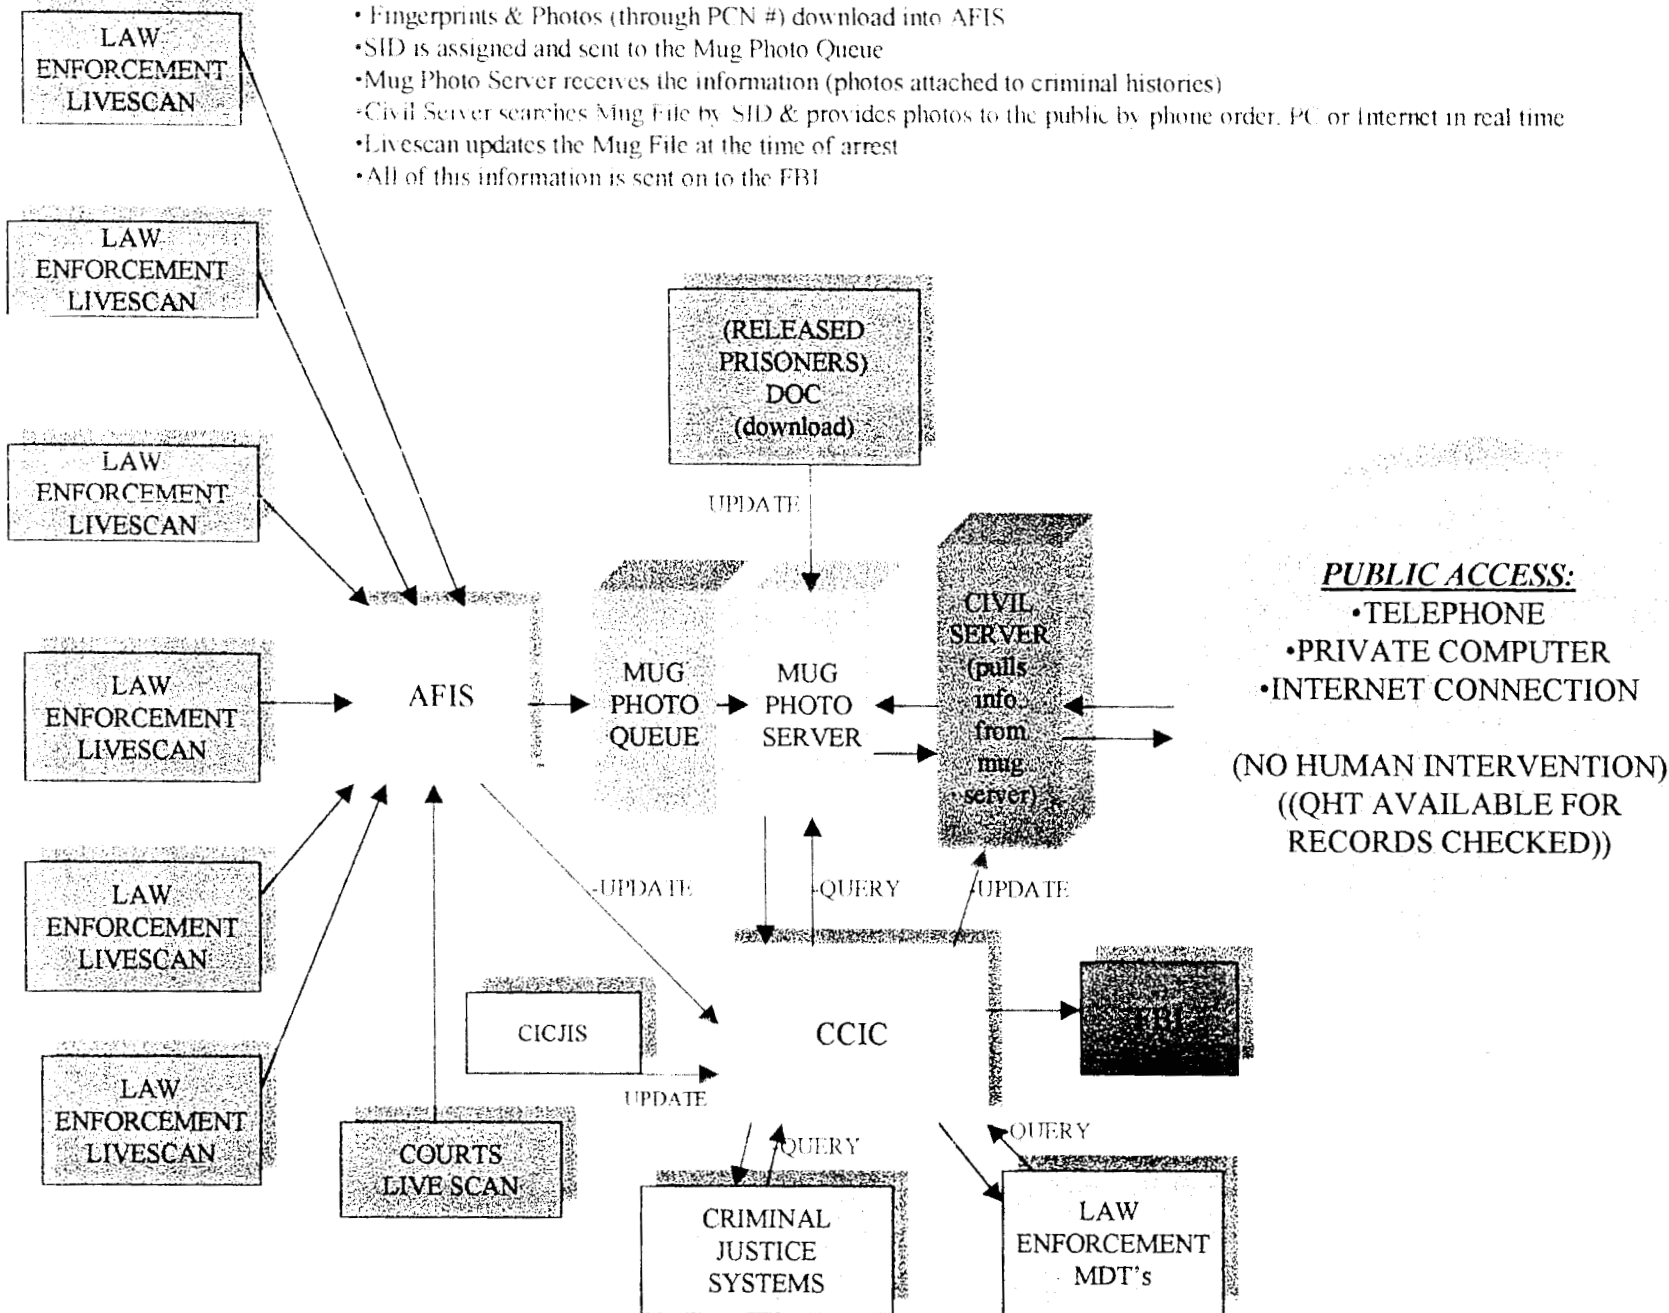 • Fingerprints & Photos (through PCN #) download into AFIS
•SID is assigned and sent to the Mug Photo Queue
•Mug Photo Server receives the information (photos attached to criminal histories)
•Civil Server searches Mug File by SID & provides photos to the public by phone order, PC or Internet in real time
•Livescan updates the Mug File at the time of arrest
•All of this information is sent on to the FBI
LAW
ENFORCEMENT
LIVESCAN
LAW
ENFORCEMENT
LIVESCAN
LAW
ENFORCEMENT
LIVESCAN
LAW
ENFORCEMENT
LIVESCAN
LAW
ENFORCEMENT
LIVESCAN
LAW
ENFORCEMENT
LIVESCAN
COURTS
LIVE SCAN
AFIS
(RELEASED
PRISONERS)
DOC
(download)
UPDATE
MUG
PHOTO
QUEUE
MUG
PHOTO
SERVER
CIVIL
SERVER
(pulls
info
from
mug
server)
PUBLIC ACCESS:
•TELEPHONE
•PRIVATE COMPUTER
•INTERNET CONNECTION
(NO HUMAN INTERVENTION)
((QHT AVAILABLE FOR
RECORDS CHECKED))
-UPDATE
-QUERY
-UPDATE
CICJIS
UPDATE
CCIC
FBI
-QUERY
-QUERY
CRIMINAL
JUSTICE
SYSTEMS
LAW
ENFORCEMENT
MDT's